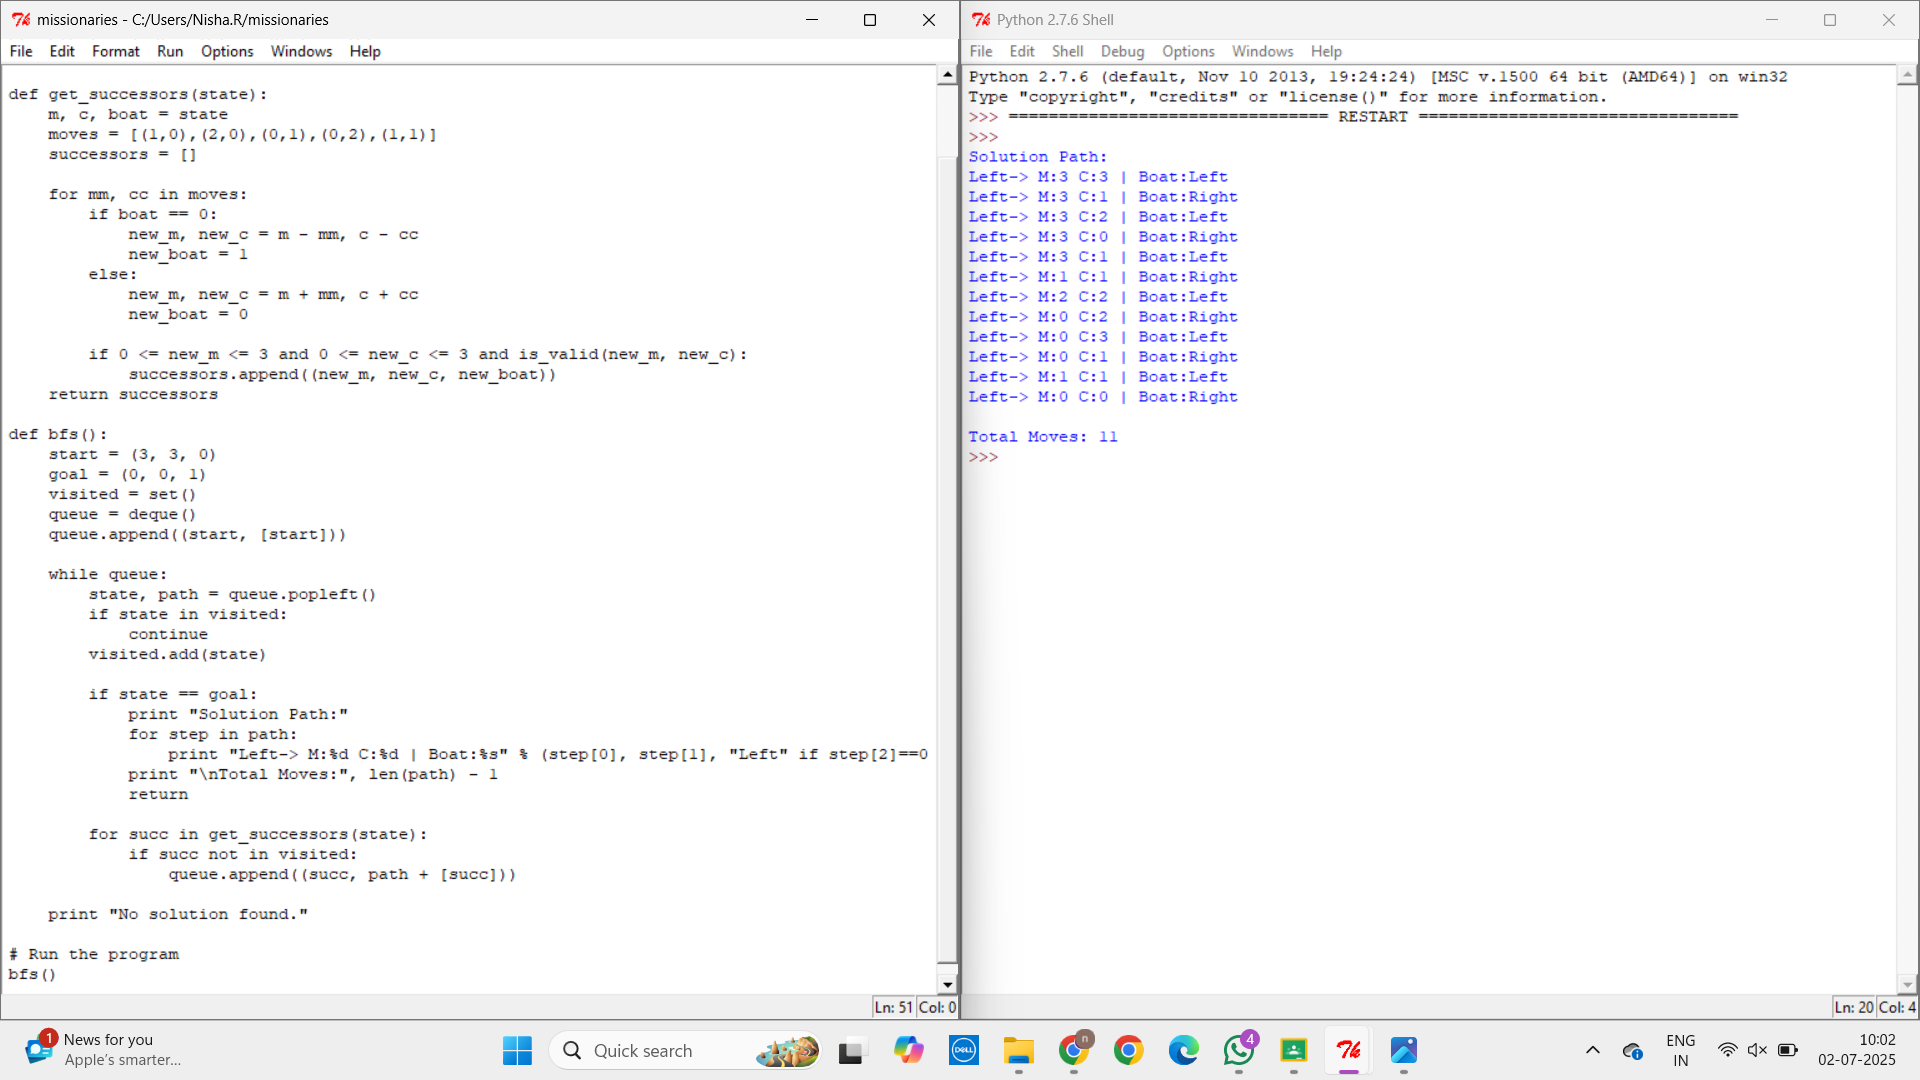 missionaries - C:/Users/Nisha.R/missionaries
File Edit Format Run Options Windows Help
def get_successors(state):
    m, c, boat = state
    moves = [(1,0),(2,0),(0,1),(0,2),(1,1)]
    successors = []
    for mm, cc in moves:
        if boat == 0:
            new_m, new_c = m - mm, c - cc
            new_boat = 1
        else:
            new_m, new_c = m + mm, c + cc
            new_boat = 0
        if 0 <= new_m <= 3 and 0 <= new_c <= 3 and is_valid(new_m, new_c):
            successors.append((new_m, new_c, new_boat))
    return successors
def bfs():
    start = (3, 3, 0)
    goal = (0, 0, 1)
    visited = set()
    queue = deque()
    queue.append((start, [start]))
    while queue:
        state, path = queue.popleft()
        if state in visited:
            continue
        visited.add(state)
        if state == goal:
            print "Solution Path:"
            for step in path:
                print "Left-> M:%d C:%d | Boat:%s" % (step[0], step[1], "Left" if step[2]==0
            print "\nTotal Moves:", len(path) - 1
            return
        for succ in get_successors(state):
            if succ not in visited:
                queue.append((succ, path + [succ]))
    print "No solution found."
# Run the program
bfs()
Ln: 51 Col: 0
Python 2.7.6 Shell
File Edit Shell Debug Options Windows Help
Python 2.7.6 (default, Nov 10 2013, 19:24:24) [MSC v.1500 64 bit (AMD64)] on win32
Type "copyright", "credits" or "license()" for more information.
>>> ================================ RESTART ================================
>>>
Solution Path:
Left-> M:3 C:3 | Boat:Left
Left-> M:3 C:1 | Boat:Right
Left-> M:3 C:2 | Boat:Left
Left-> M:3 C:0 | Boat:Right
Left-> M:3 C:1 | Boat:Left
Left-> M:1 C:1 | Boat:Right
Left-> M:2 C:2 | Boat:Left
Left-> M:0 C:2 | Boat:Right
Left-> M:0 C:3 | Boat:Left
Left-> M:0 C:1 | Boat:Right
Left-> M:1 C:1 | Boat:Left
Left-> M:0 C:0 | Boat:Right
Total Moves: 11
>>>
Ln: 20 Col: 4
1
News for you
Apple's smarter...
Quick search
DELL
n
4
ENG
IN
10:02
02-07-2025